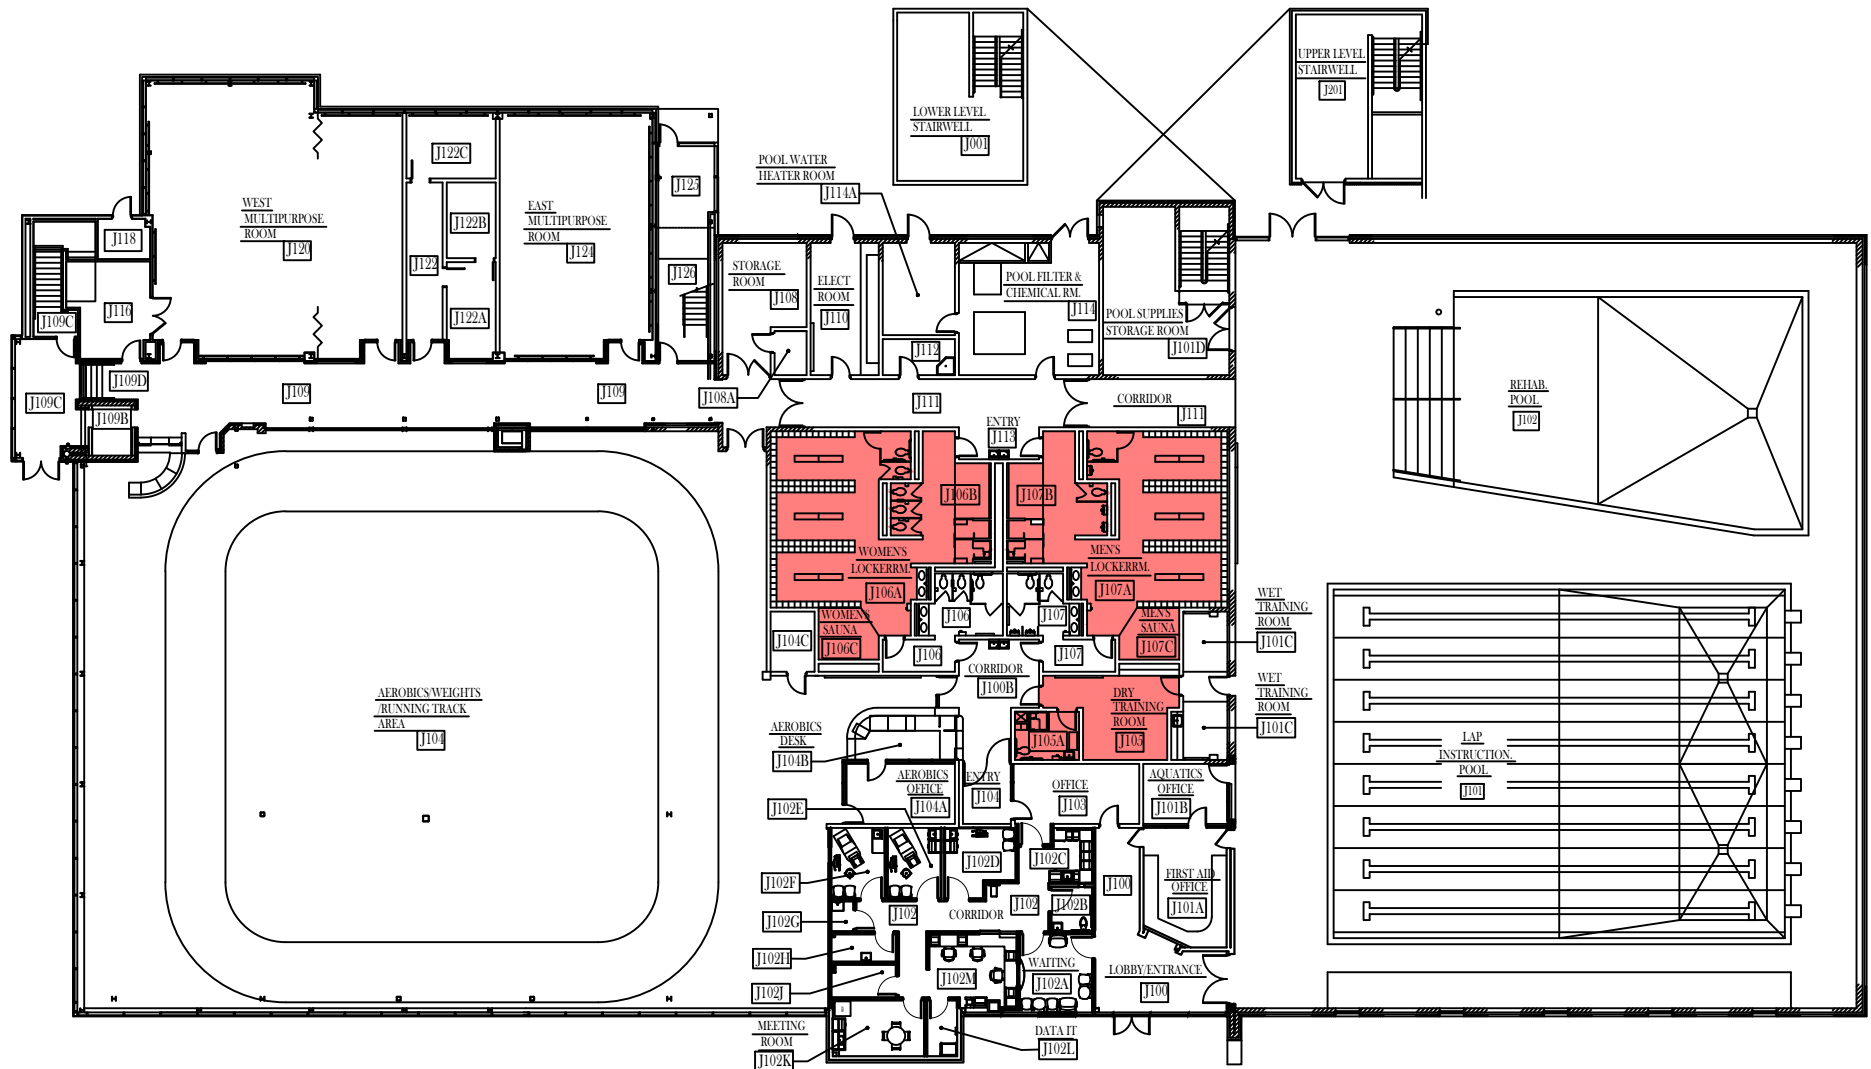 LOWER LEVEL
STAIRWELL
J001
UPPER LEVEL
STAIRWELL
J201
POOL WATER
HEATER ROOM
J114A
J122C
J125
WEST
MULTIPURPOSE
ROOM
J120
EAST
MULTIPURPOSE
ROOM
J124
J122B
J118
J122
J126
J116
J109C
J122A
STORAGE
ROOM
J108
ELECT
ROOM
J110
POOL FILTER &
CHEMICAL RM.
J114
POOL SUPPLIES
STORAGE ROOM
J101D
J112
J109D
J109
J109
J108A
J111
CORRIDOR
J111
J109C
J109B
ENTRY
J113
REHAB.
POOL
J102
J106B
J107B
WOMEN'S
LOCKERRM.
J106A
MEN'S
LOCKERRM.
J107A
J106
J107
WOMEN'S
SAUNA
J106C
MEN'S
SAUNA
J107C
J104C
J106
J107
WET
TRAINING
ROOM
J101C
CORRIDOR
J100B
WET
TRAINING
ROOM
J101C
AEROBICS/WEIGHTS
/RUNNING TRACK
AREA
J104
DRY
TRAINING
ROOM
J105
J105A
AEROBICS
DESK
J104B
LAP
INSTRUCTION.
POOL
J101
AEROBICS
OFFICE
J104A
ENTRY
J104
OFFICE
J103
AQUATICS
OFFICE
J101B
J102E
J102D
J102C
J102F
J100
FIRST AID
OFFICE
J101A
J102G
J102
CORRIDOR
J102
J102B
J102H
J102J
J102M
WAITING
J102A
LOBBY/ENTRANCE
J100
MEETING
ROOM
J102K
DATA IT
J102L